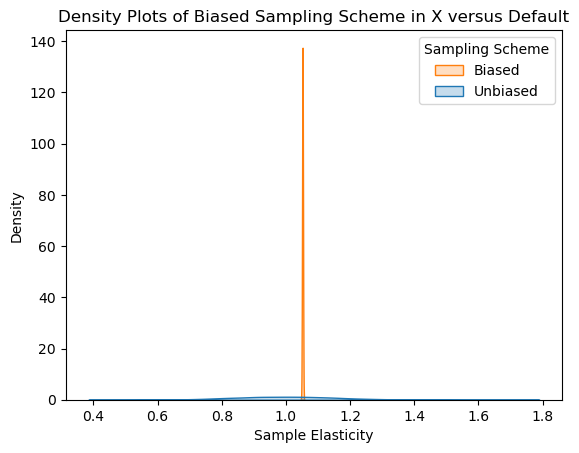 Density Plots of Biased Sampling Scheme in X versus Default
140
120
100
80
60
40
20
0
Density
Sampling Scheme
Biased
Unbiased
0.4 0.6 0.8 1.0 1.2 1.4 1.6 1.8
Sample Elasticity